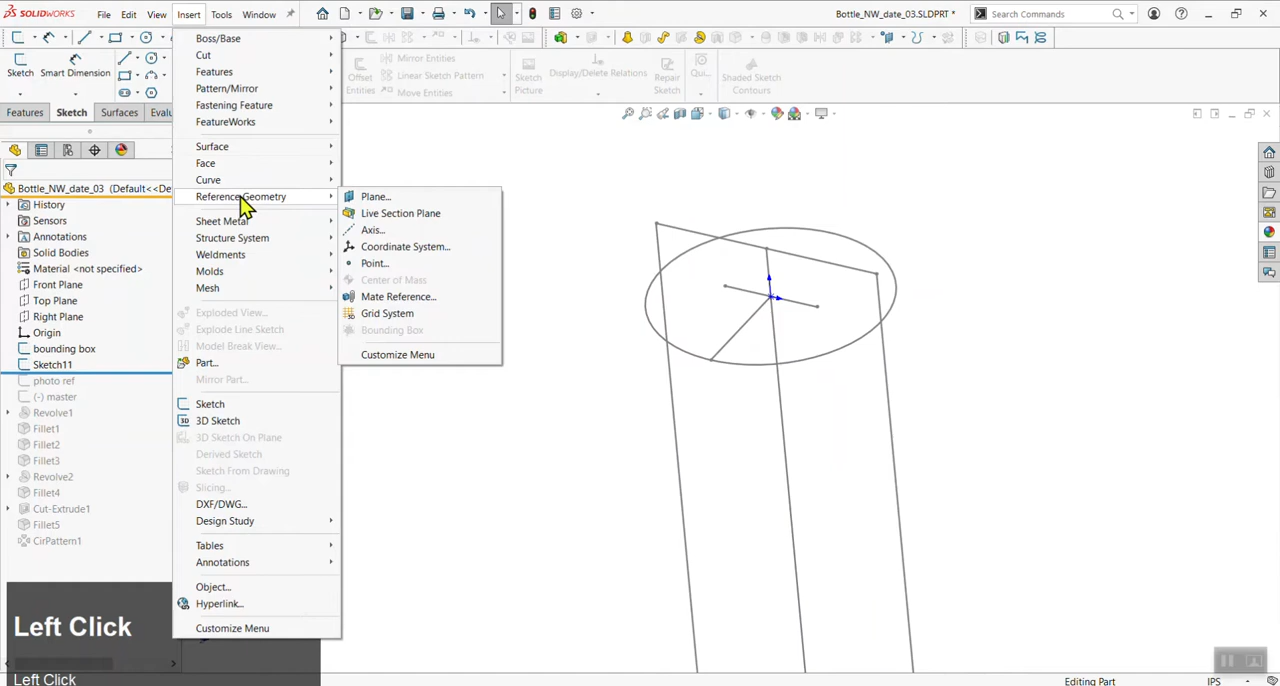 SOLIDWORKS File Edit View Insert Tools Window Bottle_NW_date_03.SLDPRT * Search Commands
Sketch Smart Dimension Offset Entities Mirror Entities Linear Sketch Pattern Move Entities Sketch Picture Display/Delete Relations Repair Sketch Qui... Shaded Sketch Contours
Features Sketch Surfaces Evalu
Bottle_NW_date_03 (Default<<De
History
Sensors
Annotations
Solid Bodies
Material <not specified>
Front Plane
Top Plane
Right Plane
Origin
bounding box
Sketch11
photo ref
(-) master
Revolve1
Fillet1
Fillet2
Fillet3
Revolve2
Fillet4
Cut-Extrude1
Fillet5
CirPattern1
Boss/Base
Cut
Features
Pattern/Mirror
Fastening Feature
FeatureWorks
Surface
Face
Curve
Reference Geometry
Sheet Metal
Structure System
Weldments
Molds
Mesh
Exploded View...
Explode Line Sketch
Model Break View...
Part...
Mirror Part...
Sketch
3D Sketch
3D Sketch On Plane
Derived Sketch
Sketch From Drawing
Slicing...
DXF/DWG...
Design Study
Tables
Annotations
Object...
Hyperlink...
Customize Menu
Plane...
Live Section Plane
Axis...
Coordinate System...
Point...
Center of Mass
Mate Reference...
Grid System
Bounding Box
Customize Menu
Left Click
Left Click
Editing Part IPS